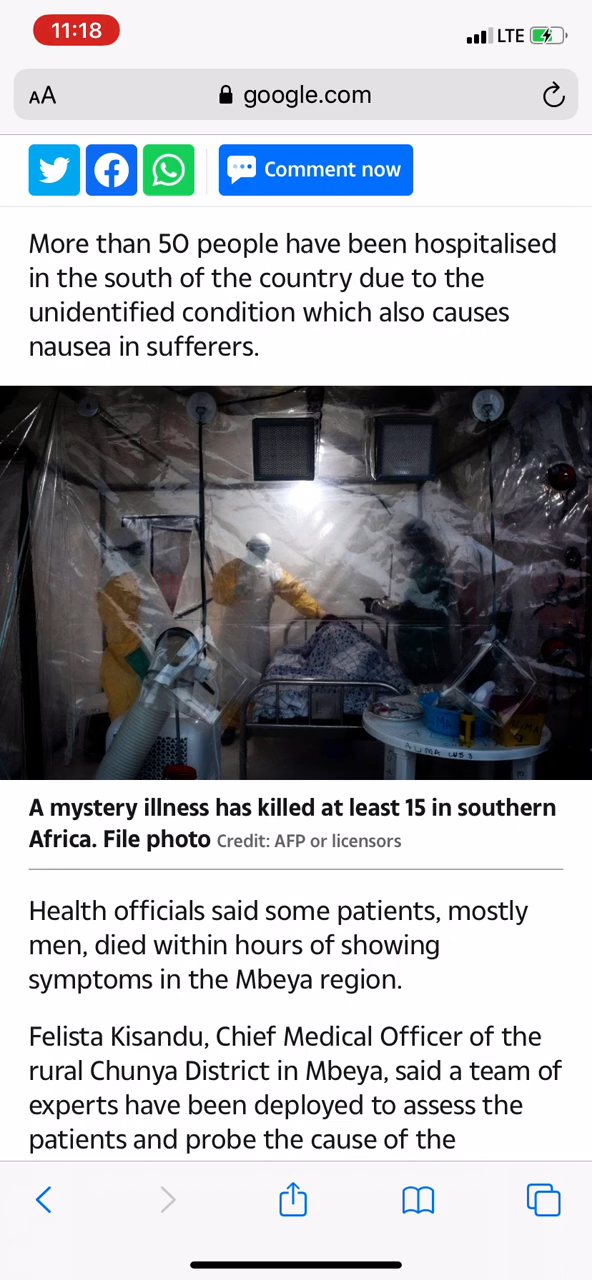 11:18
LTE
AA
google.com
Comment now
More than 50 people have been hospitalised
in the south of the country due to the
unidentified condition which also causes
nausea in sufferers.
A mystery illness has killed at least 15 in southern
Africa. File photo Credit: AFP or licensors
Health officials said some patients, mostly
men, died within hours of showing
symptoms in the Mbeya region.
Felista Kisandu, Chief Medical Officer of the
rural Chunya District in Mbeya, said a team of
experts have been deployed to assess the
patients and probe the cause of the